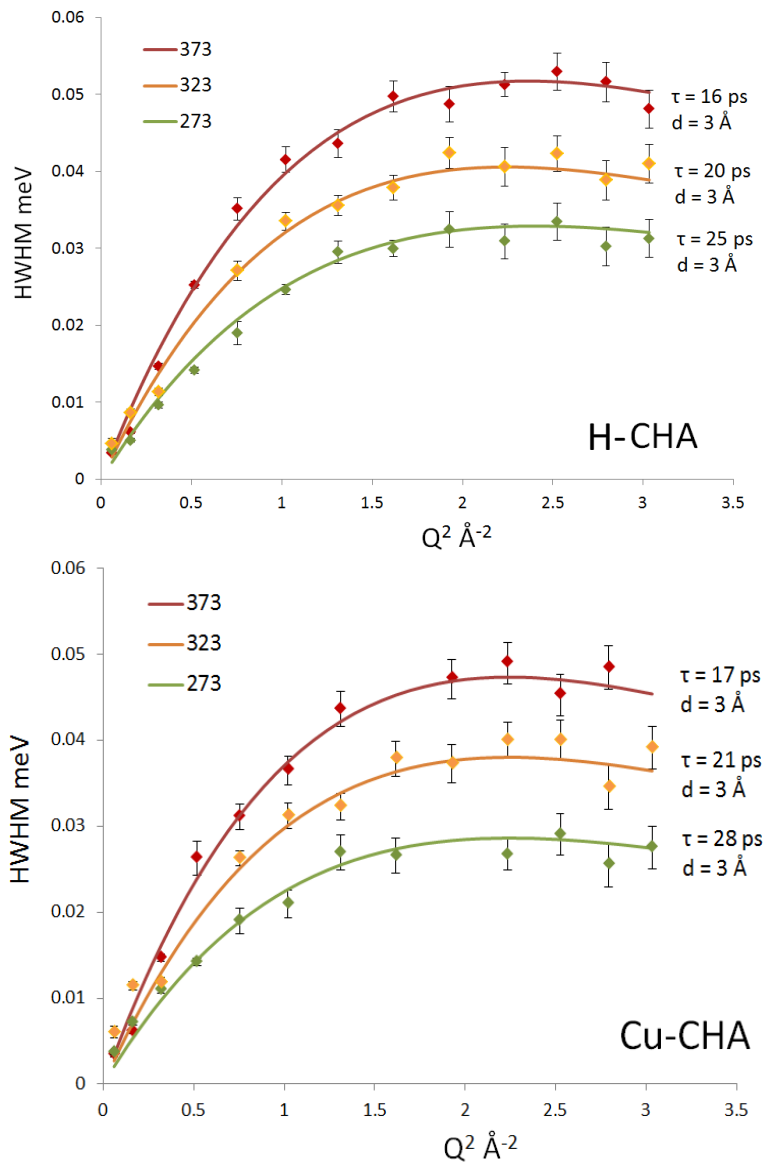 0.06
373
323
273
0.05
τ = 16 ps
d = 3 Å
0.04
τ = 20 ps
d = 3 Å
HWHM meV
0.03
τ = 25 ps
d = 3 Å
0.02
0.01
H-CHA
0
0
0.5
1
1.5
2
2.5
3
3.5
Q² Å⁻²
0.06
373
323
273
0.05
τ = 17 ps
d = 3 Å
0.04
τ = 21 ps
d = 3 Å
HWHM meV
0.03
τ = 28 ps
d = 3 Å
0.02
0.01
Cu-CHA
0
0
0.5
1
1.5
2
2.5
3
3.5
Q² Å⁻²